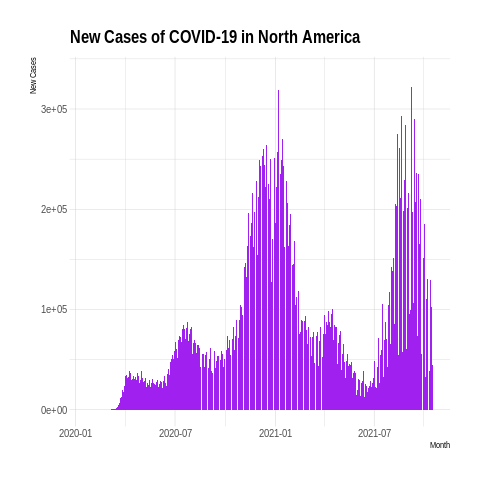 New Cases of COVID-19 in North America
New Cases
3e+05
2e+05
1e+05
0e+00
2020-01
2020-07
2021-01
2021-07
Month